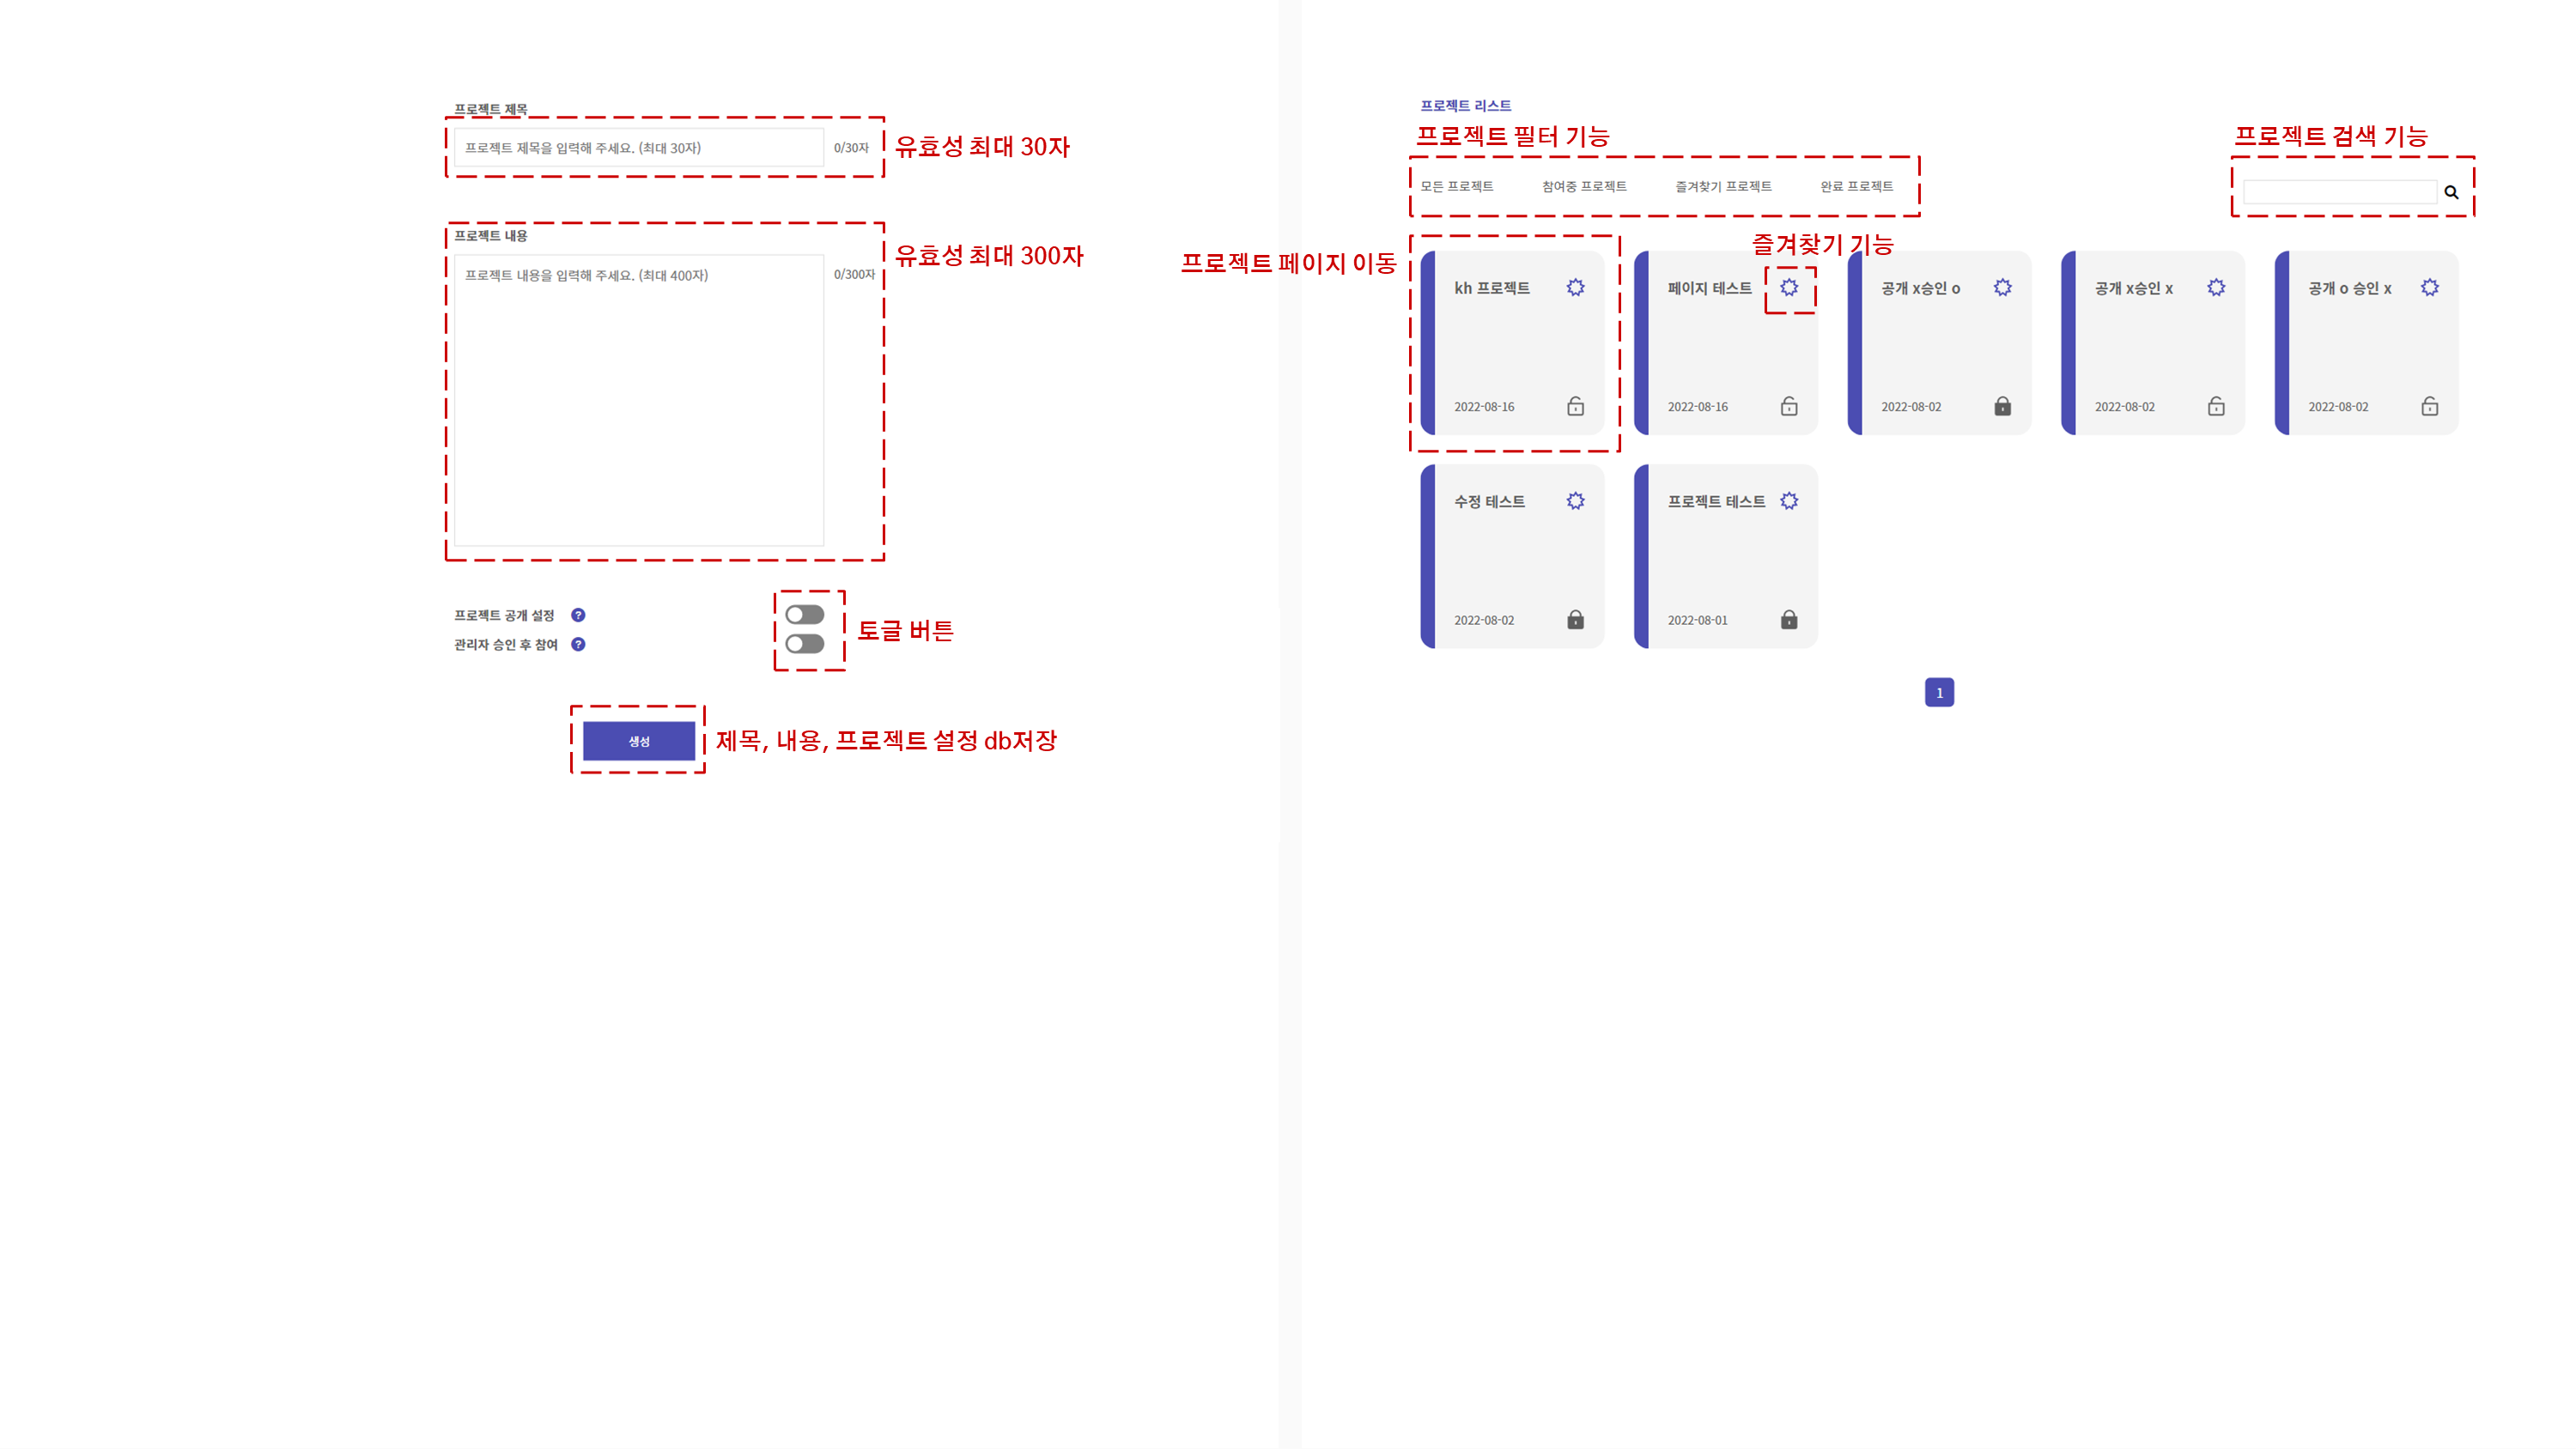 프로젝트 제목
프로젝트 제목을 입력해 주세요. (최대 30자)
0/30자
유효성 최대 30자
프로젝트 내용
프로젝트 내용을 입력해 주세요. (최대 400자)
0/300자
유효성 최대 300자
프로젝트 공개 설정 ?
관리자 승인 후 참여 ?
토글 버튼
생성
제목, 내용, 프로젝트 설정 db저장
프로젝트 리스트
프로젝트 필터 기능
프로젝트 검색 기능
모든 프로젝트 참여중 프로젝트 즐겨찾기 프로젝트 완료 프로젝트
프로젝트 페이지 이동
즐겨찾기 기능
kh 프로젝트
2022-08-16
페이지 테스트
2022-08-16
공개 x승인 o
2022-08-02
공개 x승인 x
2022-08-02
공개 o 승인 x
2022-08-02
수정 테스트
2022-08-02
프로젝트 테스트
2022-08-01
1